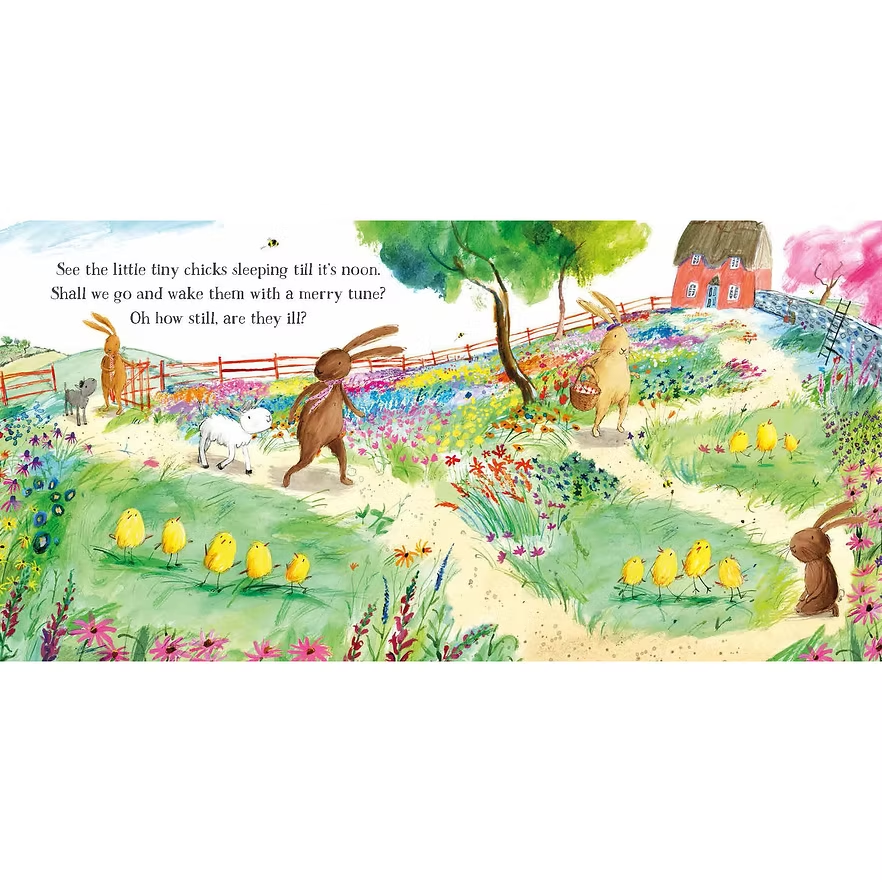 See the little tiny chicks sleeping till it's noon.
Shall we go and wake them with a merry tune?
Oh how still, are they ill?